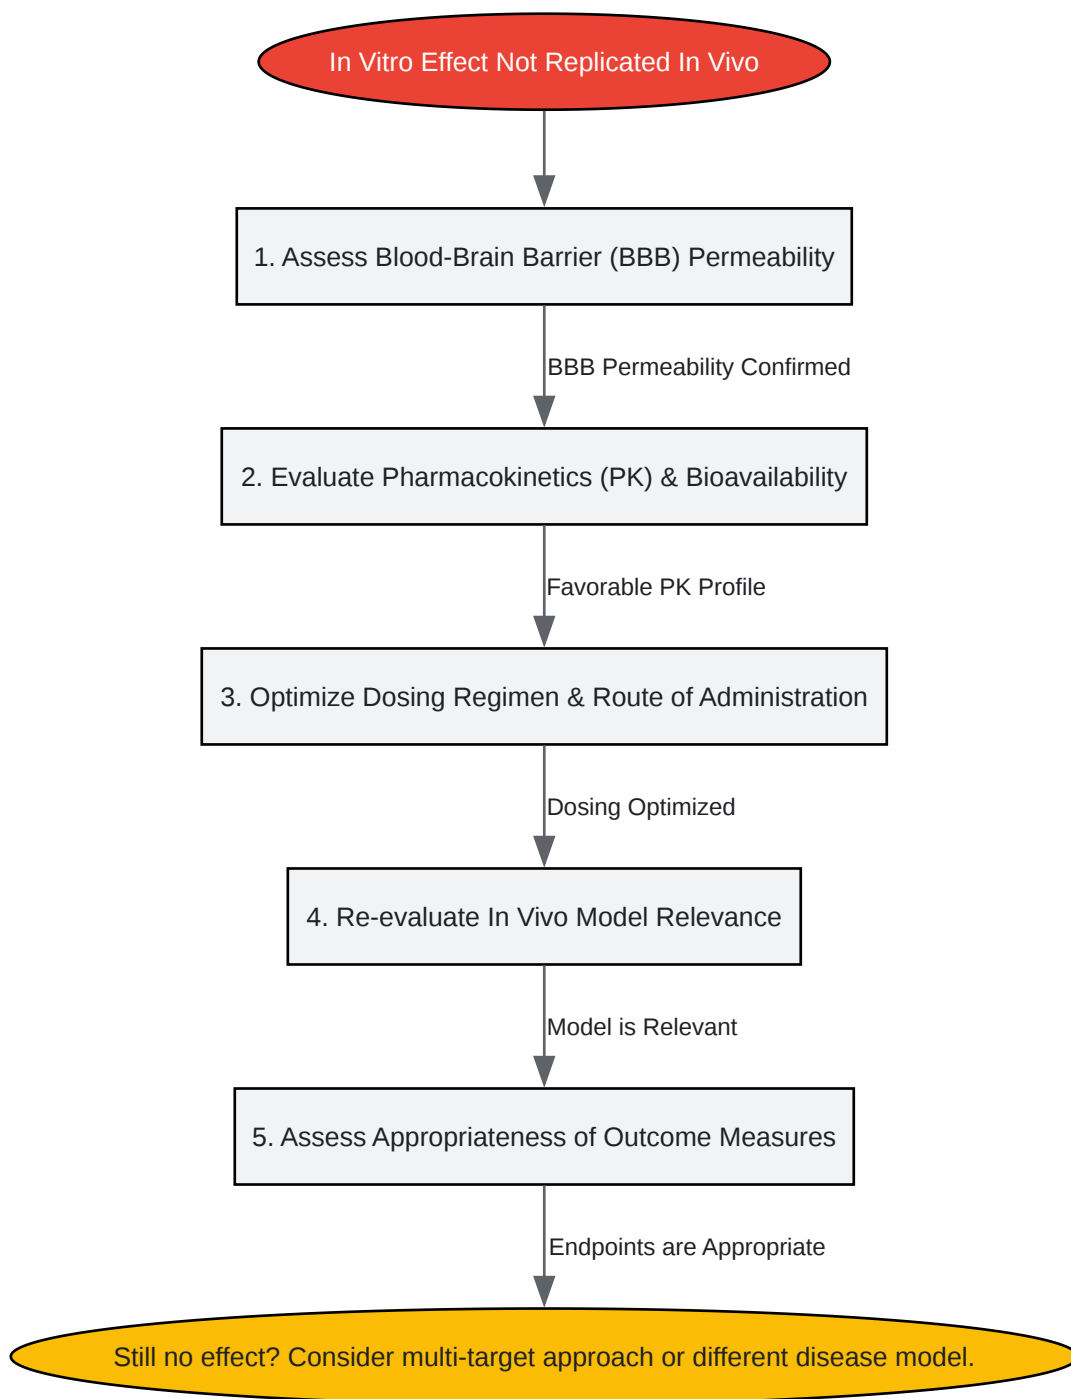 In Vitro Effect Not Replicated In Vivo
1. Assess Blood-Brain Barrier (BBB) Permeability
BBB Permeability Confirmed
2. Evaluate Pharmacokinetics (PK) & Bioavailability
Favorable PK Profile
3. Optimize Dosing Regimen & Route of Administration
Dosing Optimized
4. Re-evaluate In Vivo Model Relevance
Model is Relevant
5. Assess Appropriateness of Outcome Measures
Endpoints are Appropriate
Still no effect? Consider multi-target approach or different disease model.